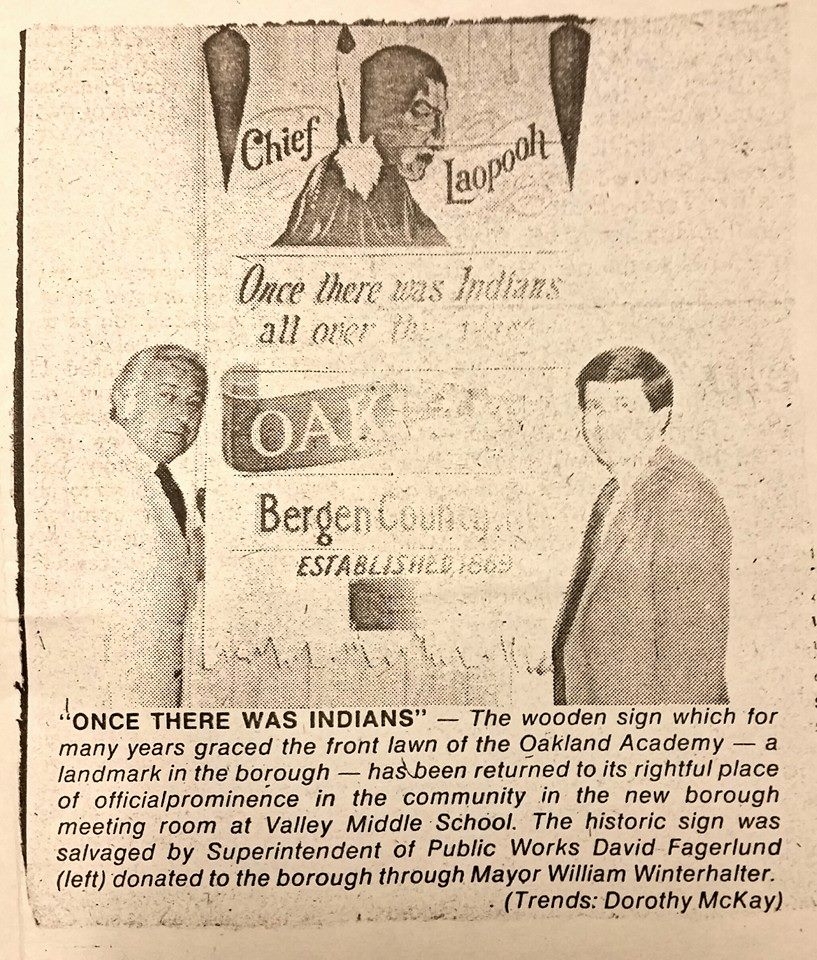 Chief
Laopooh
Once there was Indians
all over
OAK
Bergen County
ESTABLISHED 1869
"ONCE THERE WAS INDIANS" — The wooden sign which for
many years graced the front lawn of the Oakland Academy — a
landmark in the borough — has been returned to its rightful place
of officialprominence in the community in the new borough
meeting room at Valley Middle School. The historic sign was
salvaged by Superintendent of Public Works David Fagerlund
(left) donated to the borough through Mayor William Winterhalter.
(Trends: Dorothy McKay)